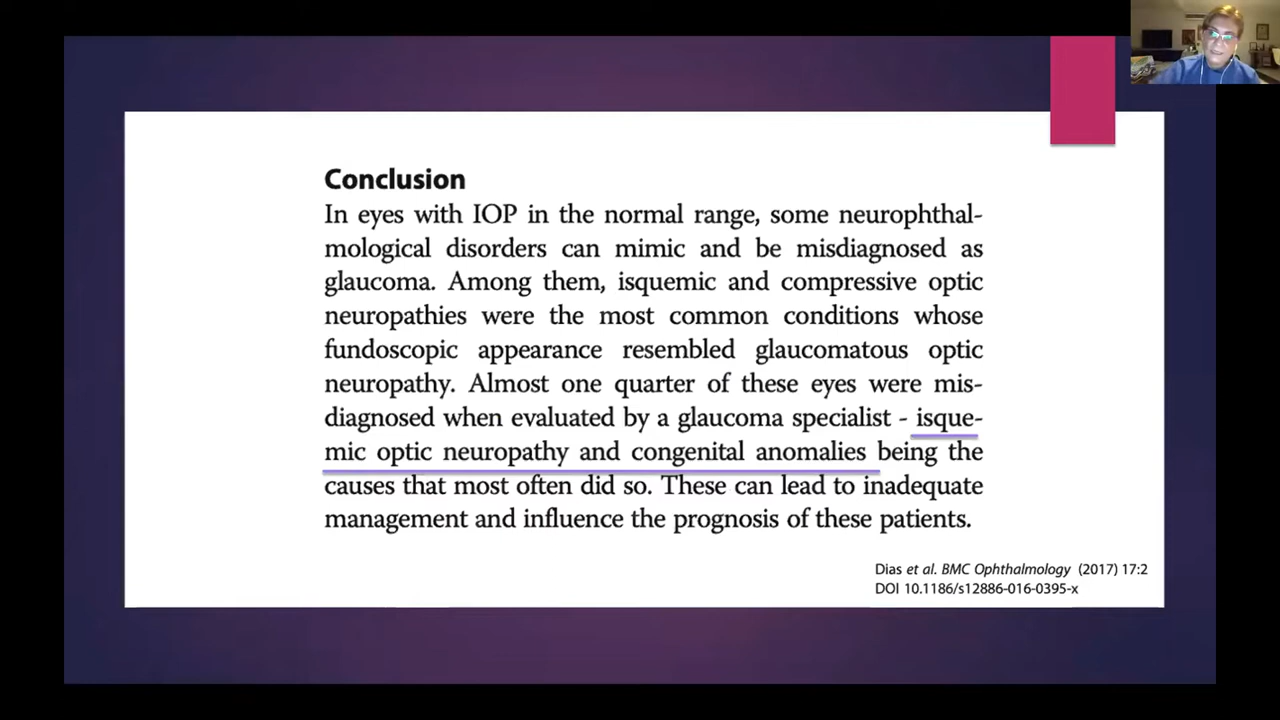 Conclusion
In eyes with IOP in the normal range, some neurophthal-
mological disorders can mimic and be misdiagnosed as
glaucoma. Among them, isquemic and compressive optic
neuropathies were the most common conditions whose
fundoscopic appearance resembled glaucomatous optic
neuropathy. Almost one quarter of these eyes were mis-
diagnosed when evaluated by a glaucoma specialist - isque-
mic optic neuropathy and congenital anomalies being the
causes that most often did so. These can lead to inadequate
management and influence the prognosis of these patients.
Dias et al. BMC Ophthalmology (2017) 17:2
DOI 10.1186/s12886-016-0395-x